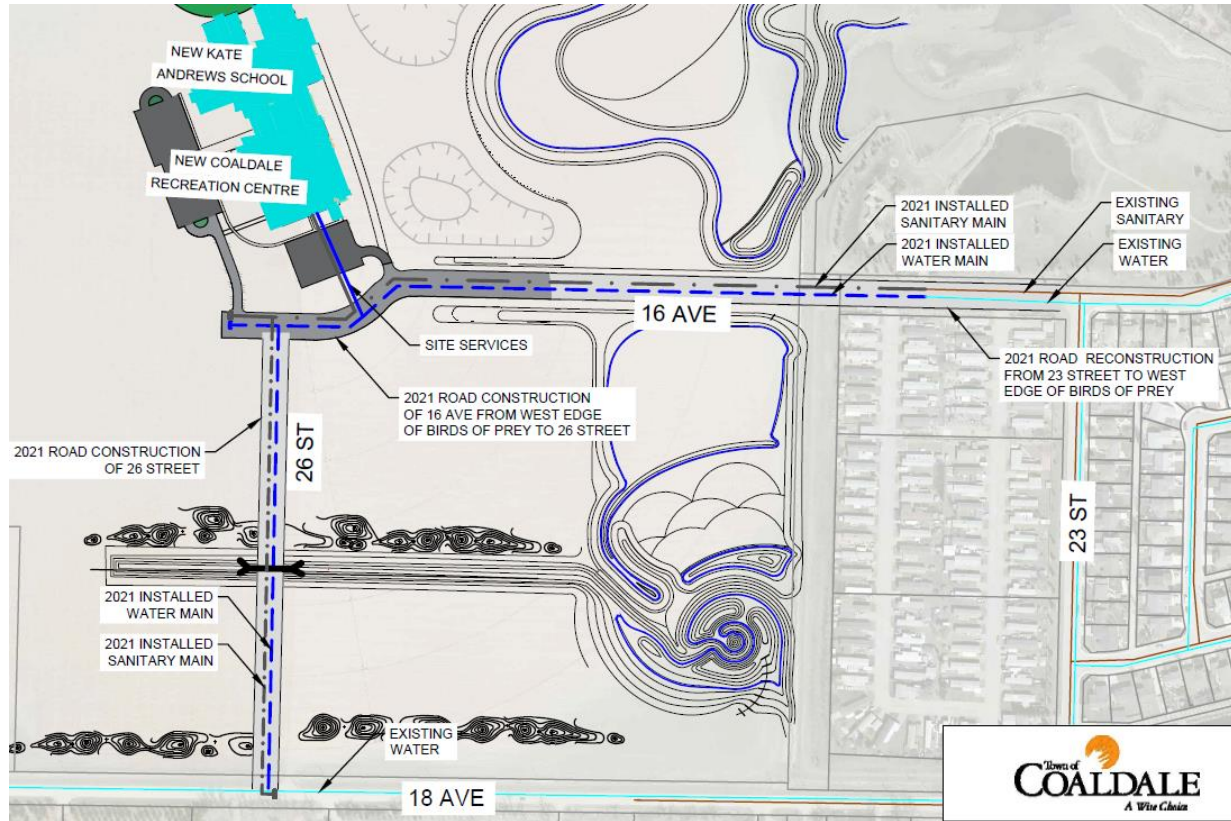 NEW KATE
ANDREWS SCHOOL
NEW COALDALE
RECREATION CENTRE
2021 INSTALLED
SANITARY MAIN
2021 INSTALLED
WATER MAIN
EXISTING
SANITARY
EXISTING
WATER
16 AVE
SITE SERVICES
2021 ROAD RECONSTRUCTION
FROM 23 STREET TO WEST
EDGE OF BIRDS OF PREY
2021 ROAD CONSTRUCTION
OF 16 AVE FROM WEST EDGE
OF BIRDS OF PREY TO 26 STREET
2021 ROAD CONSTRUCTION
OF 26 STREET
26 ST
23 ST
2021 INSTALLED
WATER MAIN
2021 INSTALLED
SANITARY MAIN
EXISTING
WATER
18 AVE
Town of
COALDALE
A Wise Choice